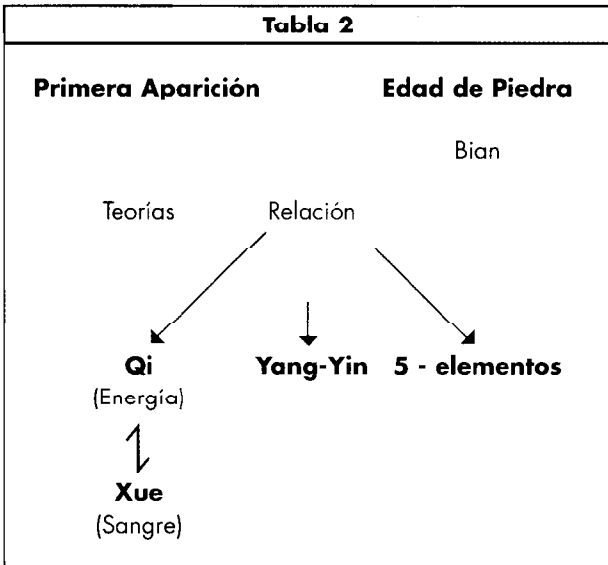 Tabla 2
Primera Aparición Edad de Piedra
Bian
Teorías Relación
Qi Yang-Yin 5 - elementos
(Energía)
Xue
(Sangre)